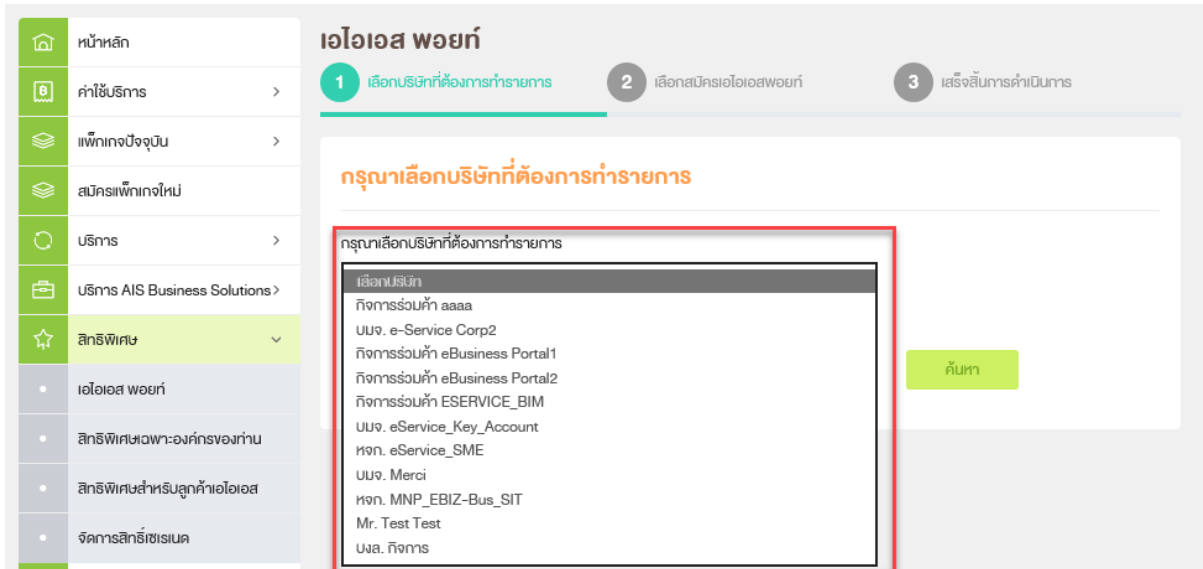 หน้าหลัก
ค่าใช้บริการ
แพ็กเกจปัจจุบัน
สมัครแพ็กเกจใหม่
บริการ
บริการ AIS Business Solutions
สิทธิพิเศษ
เอไอเอส พอยท์
สิทธิพิเศษเฉพาะองค์กรของท่าน
สิทธิพิเศษสำหรับลูกค้าเอไอเอส
จัดการสิทธิ์เซเรเนด
เอไอเอส พอยท์
1 เลือกบริษัทที่ต้องการทำรายการ
2 เลือกสมัครเอไอเอสพอยท์
3 เสร็จสิ้นการดำเนินการ
กรุณาเลือกบริษัทที่ต้องการทำรายการ
กรุณาเลือกบริษัทที่ต้องการทำรายการ
เลือกบริษัท
กิจการร่วมค้า aaaa
บมจ. e-Service Corp2
กิจการร่วมค้า eBusiness Portal1
กิจการร่วมค้า eBusiness Portal2
กิจการร่วมค้า ESERVICE_BIM
บมจ. eService_Key_Account
หจก. eService_SME
บมจ. Merci
หจก. MNP_EBIZ-Bus_SIT
Mr. Test Test
บงล. กิจการ
ค้นหา